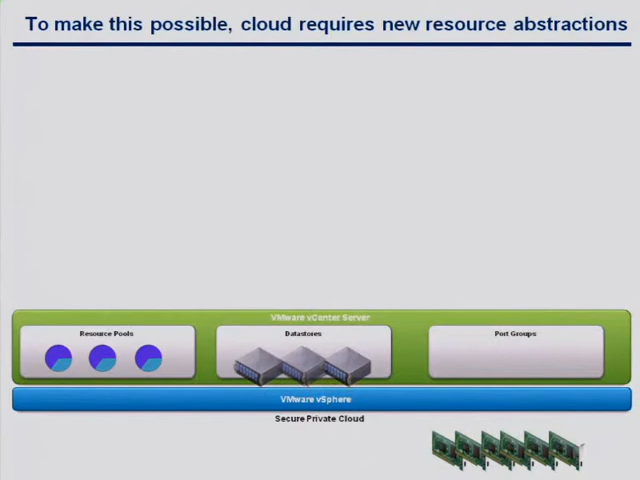 To make this possible, cloud requires new resource abstractions
VMware vCenter Server
Resource Pools
Datastores
Port Groups
VMware vSphere
Secure Private Cloud